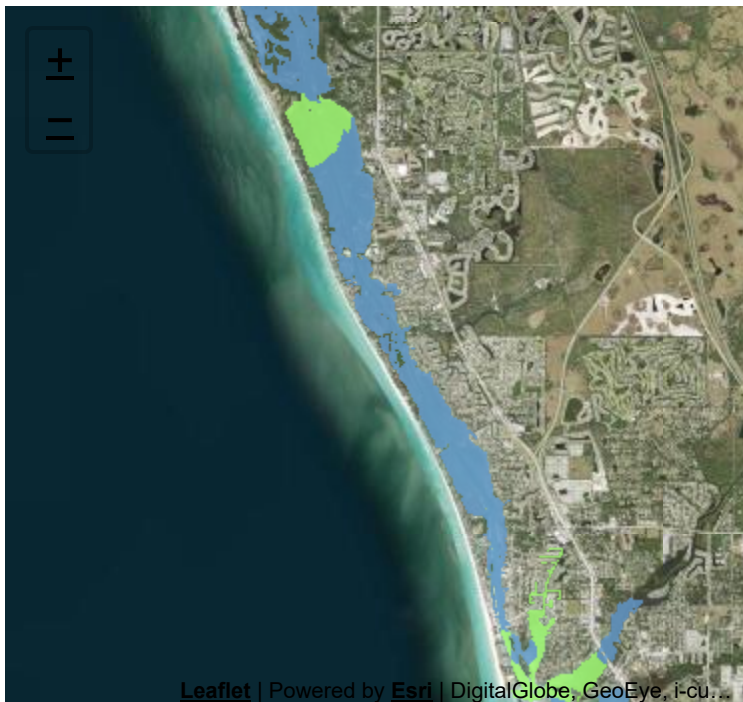 +
−
Leaflet | Powered by Esri | DigitalGlobe, GeoEye, i-cu...